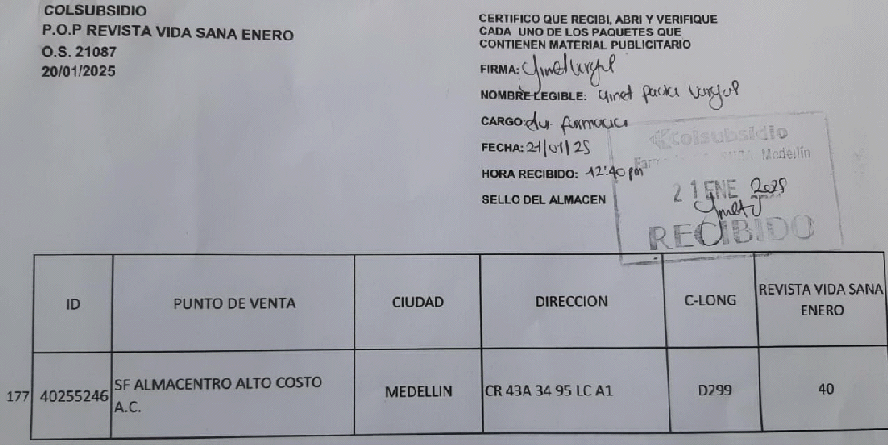 COLSUBSIDIO
P.O.P REVISTA VIDA SANA ENERO
O.S. 21087
20/01/2025
CERTIFICO QUE RECIBI, ABRI Y VERIFIQUE
CADA UNO DE LOS PAQUETES QUE
CONTIENEN MATERIAL PUBLICITARIO
FIRMA:
NOMBRE LEGIBLE: Yinet
CARGO: farmacia
FECHA: 21/01/25
HORA RECIBIDO: 12:40 pm
SELLO DEL ALMACEN
colsubsidio
Medellín
21 ENE 2025
RECIBIDO
ID PUNTO DE VENTA CIUDAD DIRECCION C-LONG REVISTA VIDA SANA
ENERO
177 40255246 SF ALMACENTRO ALTO COSTO
A.C. MEDELLIN CR 43A 34 95 LC A1 D299 40